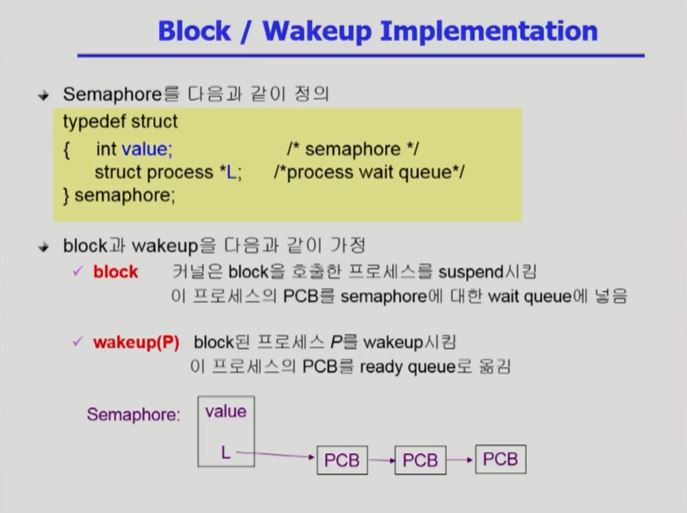 Block / Wakeup Implementation
Semaphore를 다음과 같이 정의
typedef struct
{ int value; /* semaphore */
struct process *L; /*process wait queue*/
} semaphore;
block과 wakeup을 다음과 같이 가정
block 커널은 block을 호출한 프로세스를 suspend시킴
이 프로세스의 PCB를 semaphore에 대한 wait queue에 넣음
wakeup(P) block된 프로세스 P를 wakeup시킴
이 프로세스의 PCB를 ready queue로 옮김
Semaphore: value
L
PCB PCB PCB